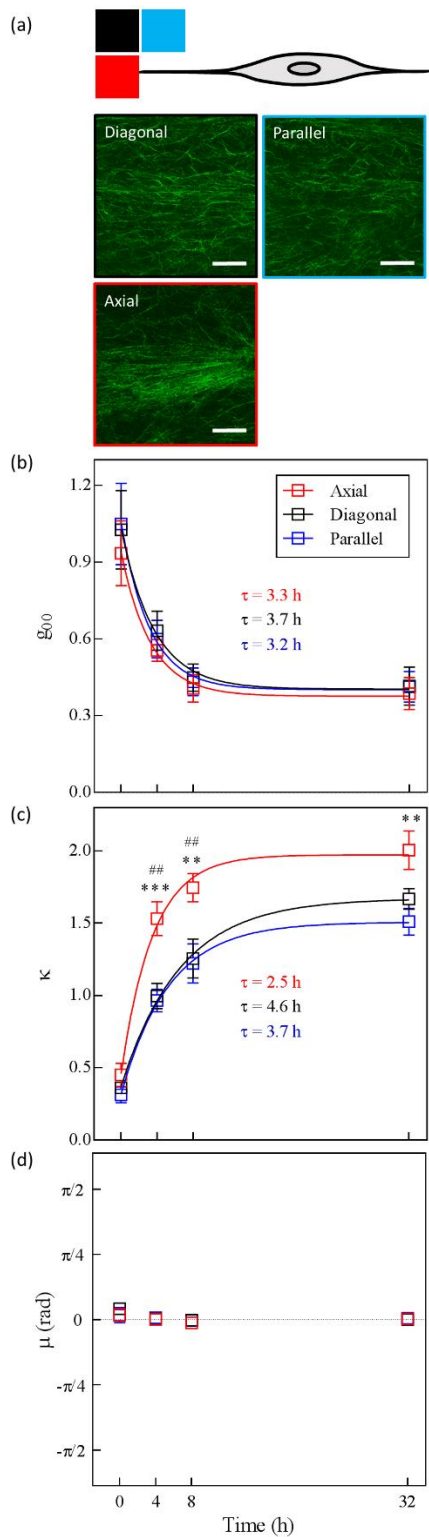 (a)
Diagonal
Parallel
Axial
(b)
1.2
0.9
0.6
0.3
0.0
g00
Axial
Diagonal
Parallel
τ = 3.3 h
τ = 3.7 h
τ = 3.2 h
(c)
2.0
1.5
1.0
0.5
0.0
κ
##
***
##
**
**
τ = 2.5 h
τ = 4.6 h
τ = 3.7 h
(d)
π/2
π/4
0
-π/4
-π/2
μ (rad)
0 4 8 32
Time (h)